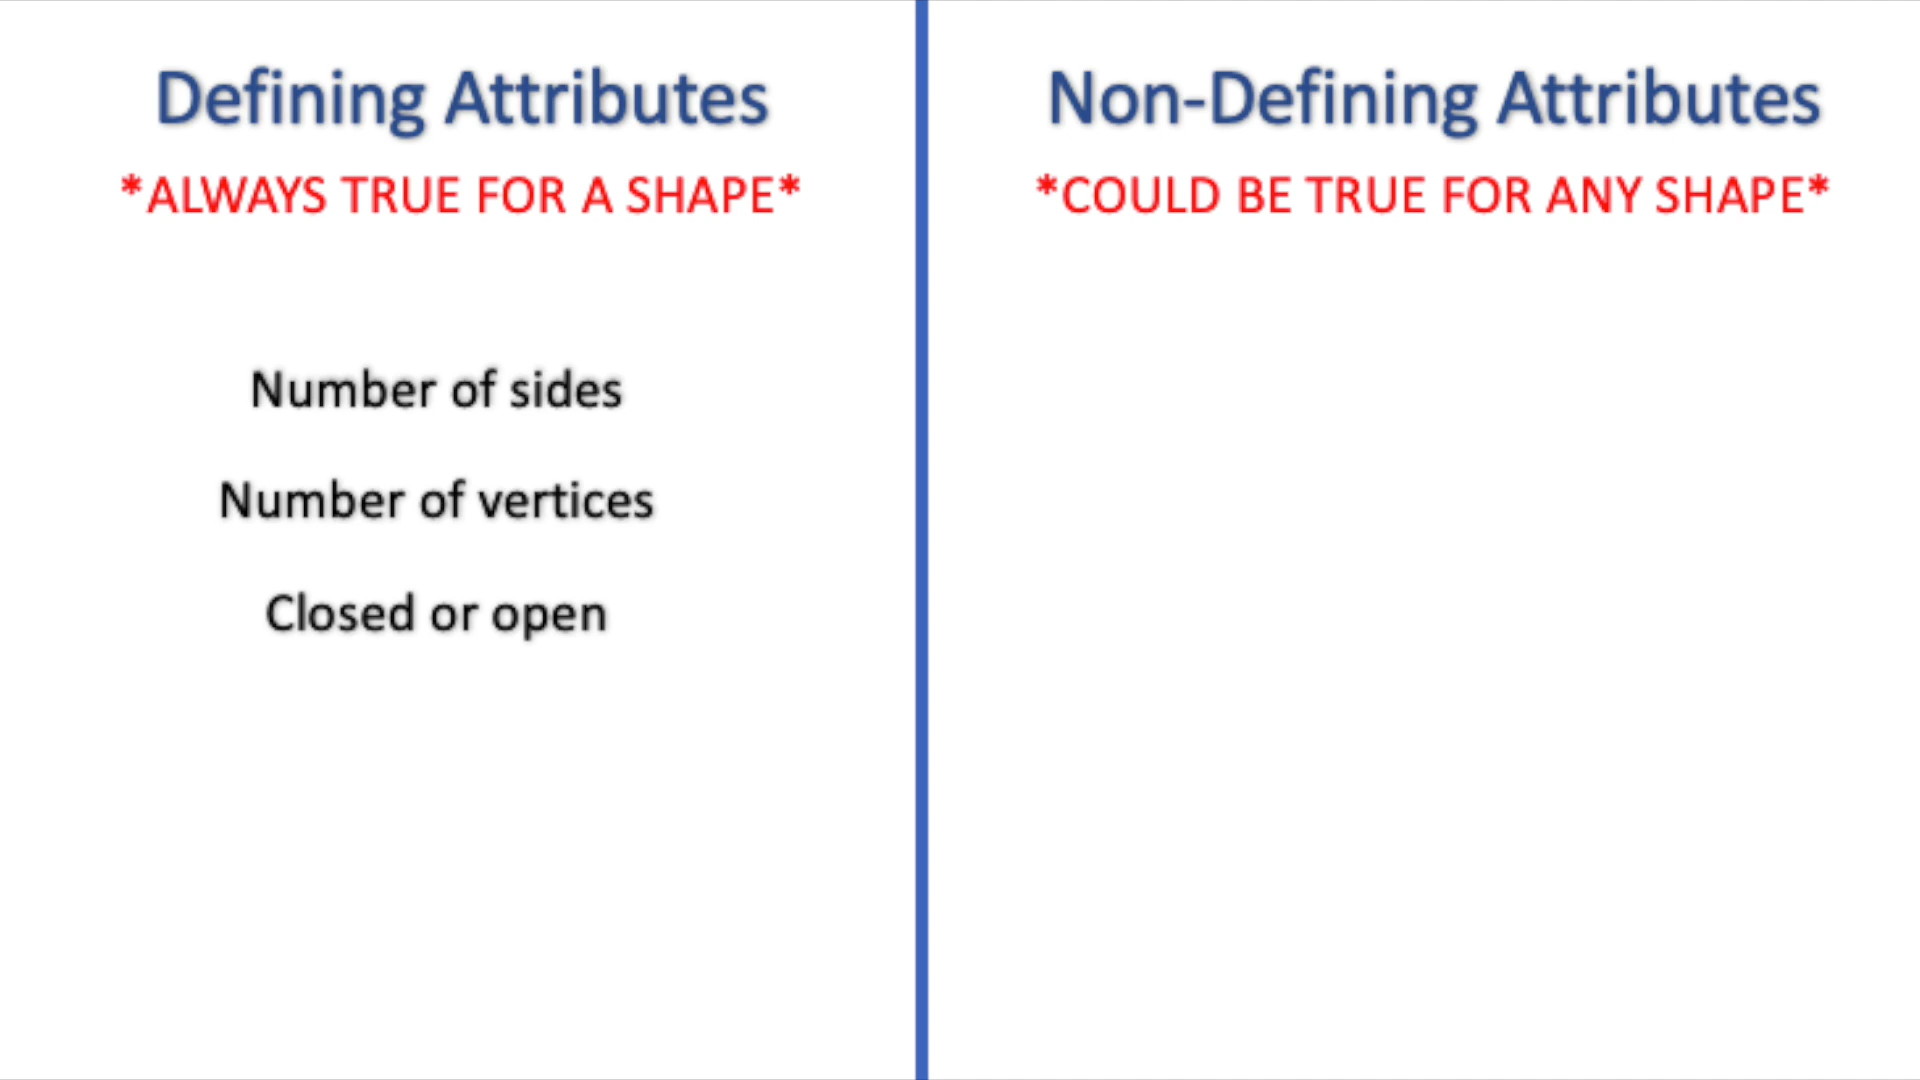 Defining Attributes
*ALWAYS TRUE FOR A SHAPE*
Number of sides
Number of vertices
Closed or open
Non-Defining Attributes
*COULD BE TRUE FOR ANY SHAPE*